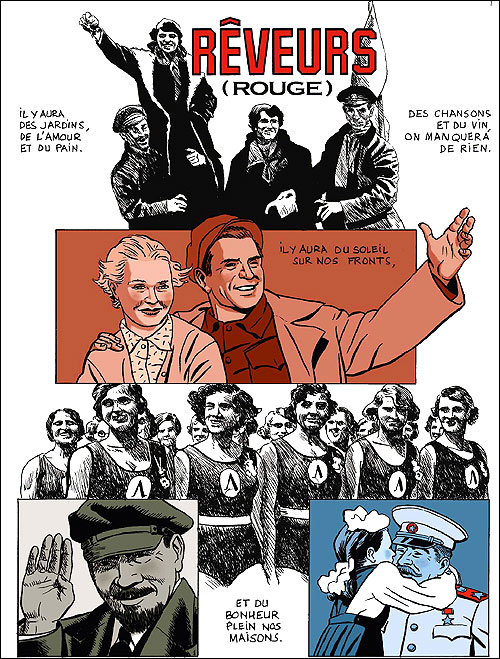 RÊVEURS
(ROUGE)
IL Y AURA
DES JARDINS,
DE L'AMOUR
ET DU PAIN.
DES CHANSONS
ET DU VIN,
ON MANQUERA
DE RIEN.
IL Y AURA DU SOLEIL
SUR NOS FRONTS,
Λ
Λ
Λ
Λ
Λ
ET DU
BONHEUR
PLEIN NOS
MAISONS.